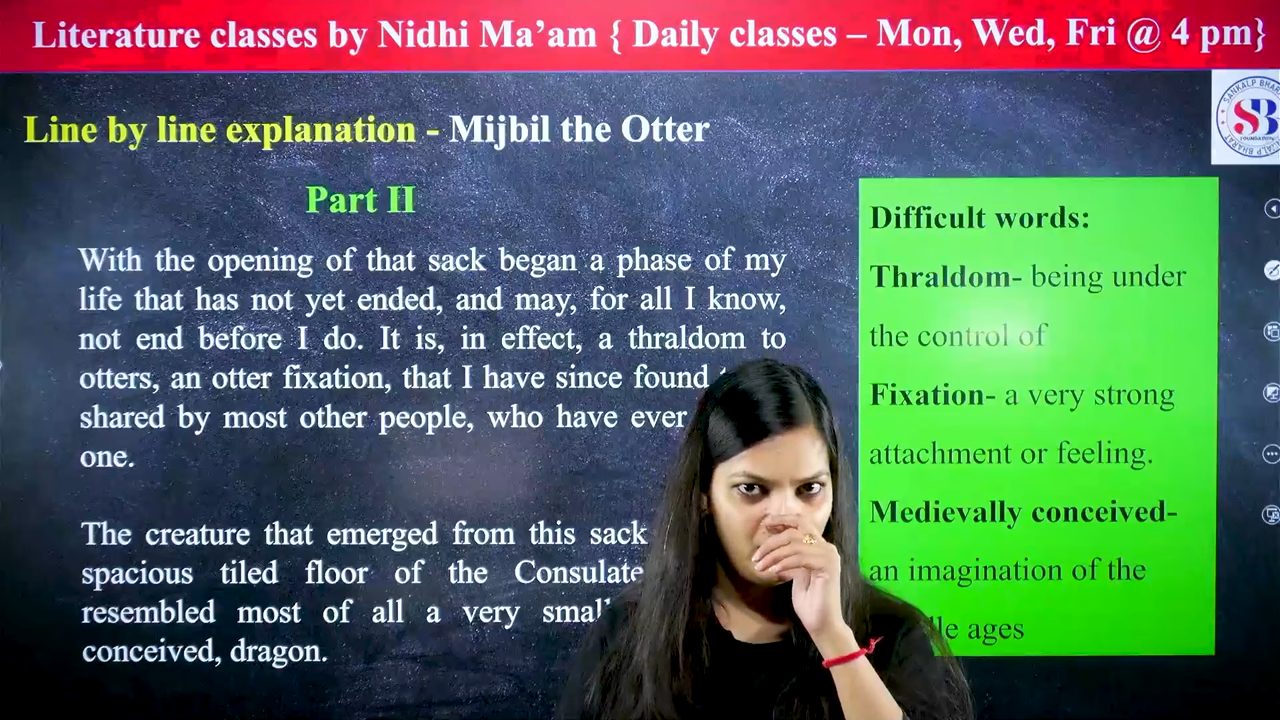 Literature classes by Nidhi Ma’am { Daily classes – Mon, Wed, Fri @ 4 pm}
Line by line explanation - Mijbil the Otter
Part II
With the opening of that sack began a phase of my
life that has not yet ended, and may, for all I know,
not end before I do. It is, in effect, a thraldom to
otters, an otter fixation, that I have since found
shared by most other people, who have ever
one.
The creature that emerged from this sack
spacious tiled floor of the Consulate
resembled most of all a very small
conceived, dragon.
SB
Difficult words:
Thraldom- being under
the control of
Fixation- a very strong
attachment or feeling.
Medievally conceived-
an imagination of the
ages